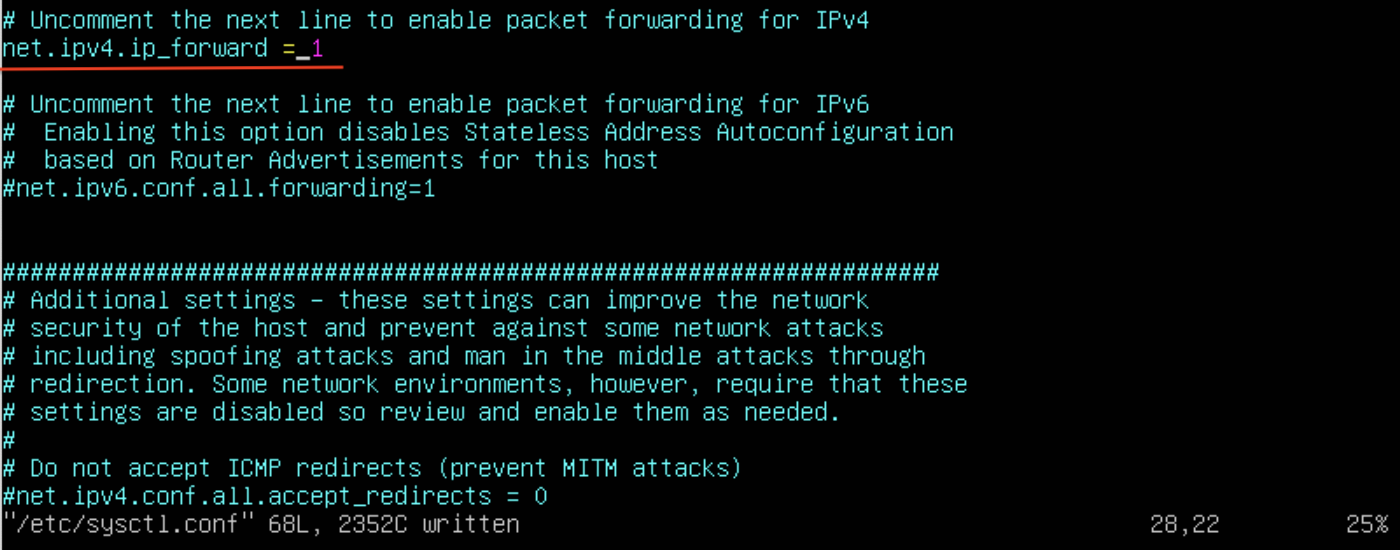 # Uncomment the next line to enable packet forwarding for IPv4
net.ipv4.ip_forward = 1
# Uncomment the next line to enable packet forwarding for IPv6
#  Enabling this option disables Stateless Address Autoconfiguration
#  based on Router Advertisements for this host
#net.ipv6.conf.all.forwarding=1
###################################################################
# Additional settings - these settings can improve the network
# security of the host and prevent against some network attacks
# including spoofing attacks and man in the middle attacks through
# redirection. Some network environments, however, require that these
# settings are disabled so review and enable them as needed.
#
# Do not accept ICMP redirects (prevent MITM attacks)
#net.ipv4.conf.all.accept_redirects = 0
"/etc/sysctl.conf" 68L, 2352C written 28,22 25%